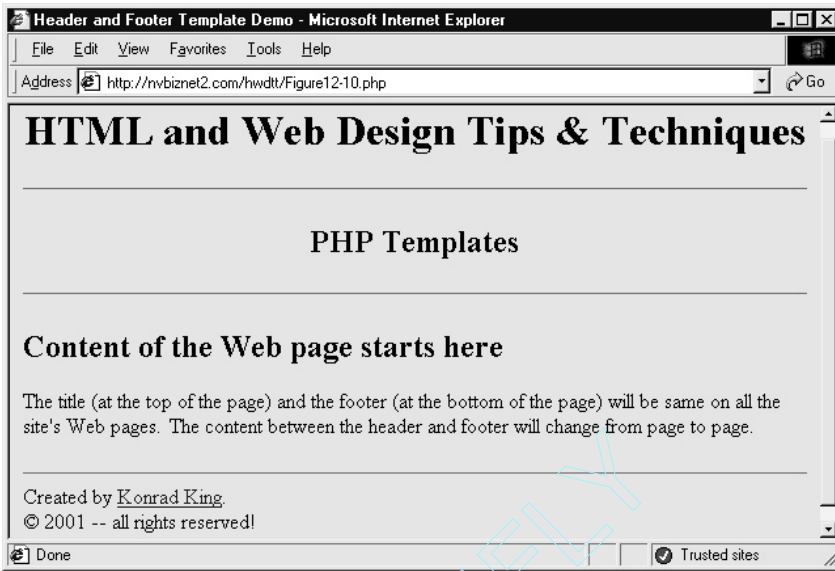 Header and Footer Template Demo - Microsoft Internet Explorer
File Edit View Favorites Tools Help
Address http://nvbiznet2.com/hwdtt/Figure12-10.php Go
HTML and Web Design Tips & Techniques
PHP Templates
Content of the Web page starts here
The title (at the top of the page) and the footer (at the bottom of the page) will be same on all the
site's Web pages. The content between the header and footer will change from page to page.
Created by Konrad King.
© 2001 -- all rights reserved!
Done Trusted sites